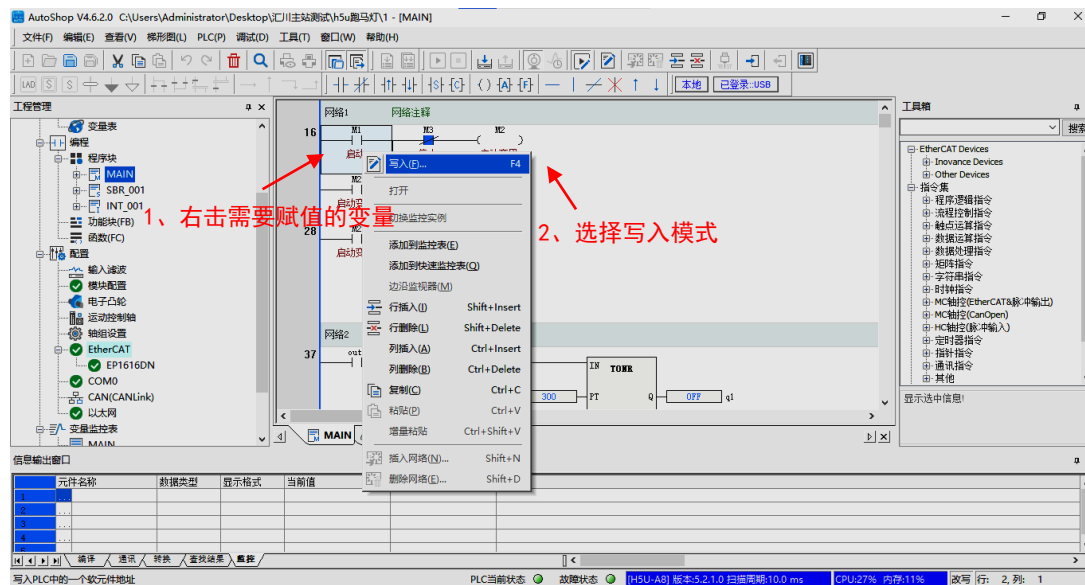 AutoShop V4.6.2.0 C:\Users\Administrator\Desktop\汇川主站测试\h5u跑马灯\1 - [MAIN]
文件(F) 编辑(E) 查看(V) 梯形图(L) PLC(P) 调试(D) 工具(T) 窗口(W) 帮助(H)
LAD
本地 已登录::USB
工程管理
变量表
编程
程序块
MAIN
SBR_001
INT_001
功能块(FB)
函数(FC)
配置
输入滤波
模块配置
电子凸轮
运动控制轴
轴组设置
EtherCAT
EP1616DN
COM0
CAN(CANLink)
以太网
变量监控表
MAIN
网络1 网络注释
16 M1 M3 M2
启动
M2
28 M2
启动变
网络2
37 out
IN TONR
300 PT Q OFF q1
MAIN
写入(F)... F4
打开
切换监控实例
添加到监控表(E)
添加到快速监控表(Q)
边沿监视器(M)
行插入(I) Shift+Insert
行删除(L) Shift+Delete
列插入(A) Ctrl+Insert
列删除(B) Ctrl+Delete
复制(C) Ctrl+C
粘贴(P) Ctrl+V
增量粘贴 Ctrl+Shift+V
插入网络(N)... Shift+N
删除网络(E)... Shift+D
1、右击需要赋值的变量
2、选择写入模式
工具箱
搜索
EtherCAT Devices
Inovance Devices
Other Devices
指令集
程序逻辑指令
流程控制指令
触点运算指令
数据运算指令
数据处理指令
矩阵指令
字符串指令
时钟指令
MC轴控(EtherCAT&脉冲输出)
MC轴控(CanOpen)
HC轴控(脉冲输入)
定时器指令
指针指令
通讯指令
其他
显示选中信息!
信息输出窗口
元件名称 数据类型 显示格式 当前值
1 ...
2 ...
3 ...
4 ...
编译 通讯 转换 查找结果 监控
写入PLC中的一个软元件地址 PLC当前状态 故障状态 [H5U-A8] 版本:5.2.1.0 扫描周期:10.0 ms CPU:27% 内存:11% 改写 行: 2, 列: 1